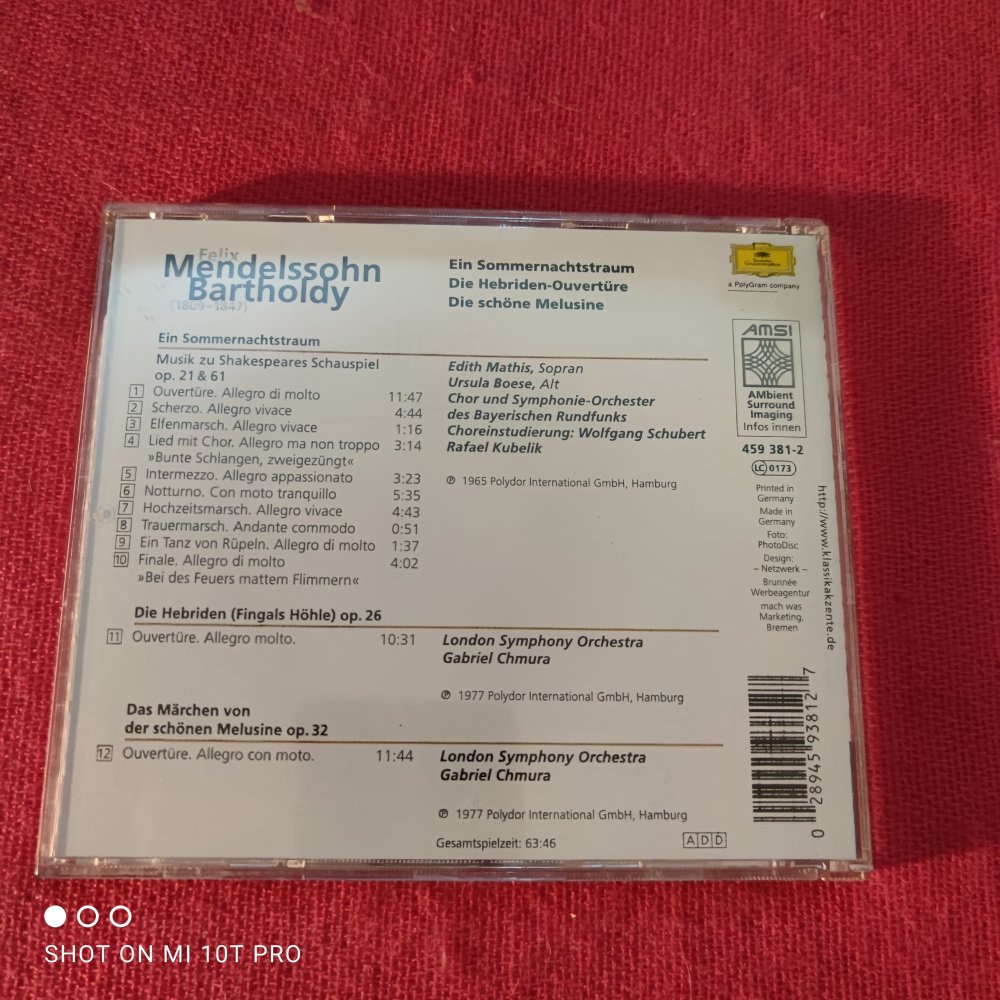 Felix
Mendelssohn
Bartholdy
(1809–1847)
Ein Sommernachtstraum
Die Hebriden-Ouvertüre
Die schöne Melusine
Deutsche
Grammophon
a PolyGram company
Ein Sommernachtstraum
Musik zu Shakespeares Schauspiel
op. 21 & 61
1 Ouvertüre. Allegro di molto 11:47
2 Scherzo. Allegro vivace 4:44
3 Elfenmarsch. Allegro vivace 1:16
4 Lied mit Chor. Allegro ma non troppo 3:14
»Bunte Schlangen, zweigezüngt«
5 Intermezzo. Allegro appassionato 3:23
6 Notturno. Con moto tranquillo 5:35
7 Hochzeitsmarsch. Allegro vivace 4:43
8 Trauermarsch. Andante commodo 0:51
9 Ein Tanz von Rüpeln. Allegro di molto 1:37
10 Finale. Allegro di molto 4:02
»Bei des Feuers mattem Flimmern«
Edith Mathis, Sopran
Ursula Boese, Alt
Chor und Symphonie-Orchester
des Bayerischen Rundfunks
Choreinstudierung: Wolfgang Schubert
Rafael Kubelik
℗ 1965 Polydor International GmbH, Hamburg
Die Hebriden (Fingals Höhle) op. 26
11 Ouvertüre. Allegro molto. 10:31
London Symphony Orchestra
Gabriel Chmura
℗ 1977 Polydor International GmbH, Hamburg
Das Märchen von
der schönen Melusine op. 32
12 Ouvertüre. Allegro con moto. 11:44
London Symphony Orchestra
Gabriel Chmura
℗ 1977 Polydor International GmbH, Hamburg
Gesamtspielzeit: 63:46
ADD
AMSI
AMbient
Surround
Imaging
Infos innen
459 381-2
LC 0173
Printed in
Germany
Made in
Germany
Foto:
PhotoDisc
Design:
– Netzwerk –
Brunnée
Werbeagentur
mach was
Marketing,
Bremen
http://www.klassikakzente.de
0 28945 93812 7
SHOT ON MI 10T PRO